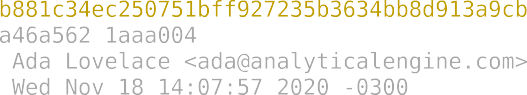 b881c34ec250751bff927235b3634bb8d913a9cb
a46a562 1aaa004
Ada Lovelace <ada@analyticalengine.com>
Wed Nov 18 14:07:57 2020 -0300